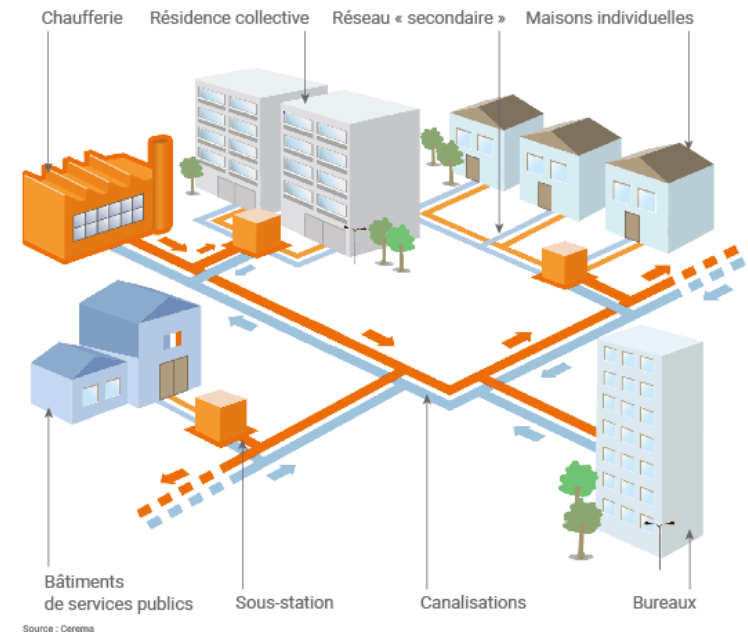 Chaufferie
Résidence collective
Réseau « secondaire »
Maisons individuelles
Bâtiments
de services publics
Sous-station
Canalisations
Bureaux
Source : Cerema